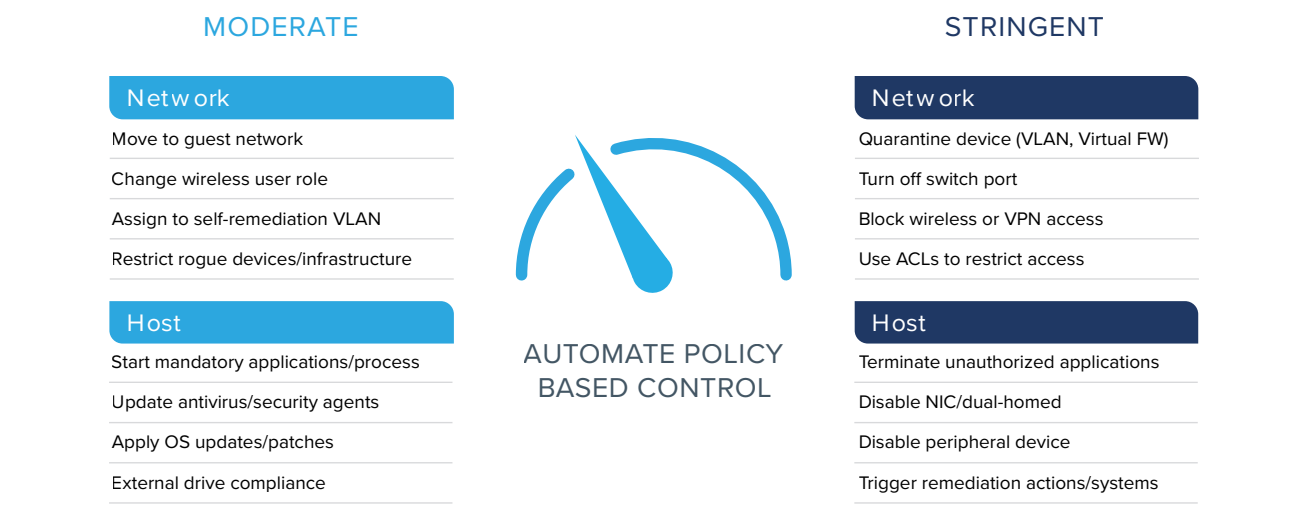 MODERATE
Network
Move to guest network
Change wireless user role
Assign to self-remediation VLAN
Restrict rogue devices/infrastructure
Host
Start mandatory applications/process
Update antivirus/security agents
Apply OS updates/patches
External drive compliance
AUTOMATE POLICY
BASED CONTROL
STRINGENT
Network
Quarantine device (VLAN, Virtual FW)
Turn off switch port
Block wireless or VPN access
Use ACLs to restrict access
Host
Terminate unauthorized applications
Disable NIC/dual-homed
Disable peripheral device
Trigger remediation actions/systems